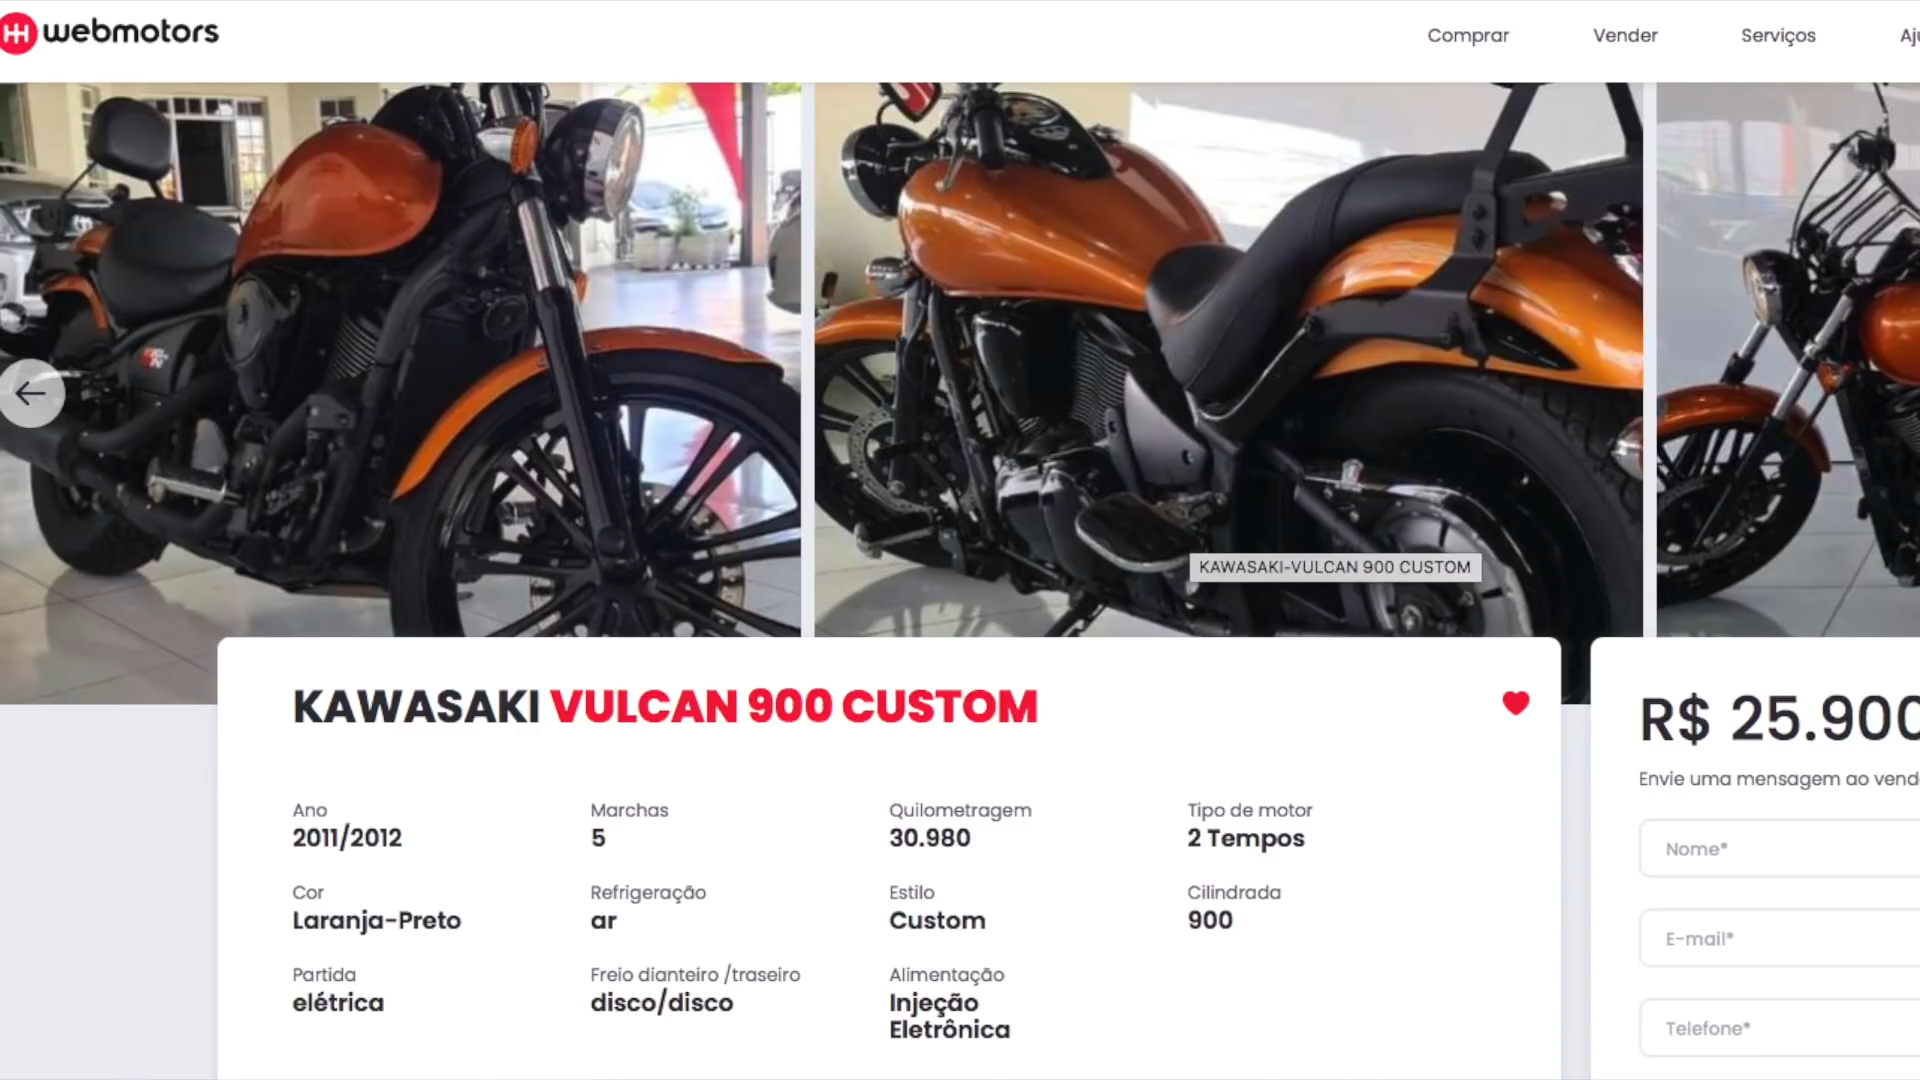 webmotors
Comprar Vender Serviços
KAWASAKI-VULCAN 900 CUSTOM
KAWASAKI VULCAN 900 CUSTOM
R$ 25.900
Envie uma mensagem ao vend
Ano Marchas Quilometragem Tipo de motor
2011/2012 5 30.980 2 Tempos
Nome*
Cor Refrigeração Estilo Cilindrada
Laranja-Preto ar Custom 900
E-mail*
Partida Freio dianteiro /traseiro Alimentação
elétrica disco/disco Injeção
Eletrônica
Telefone*